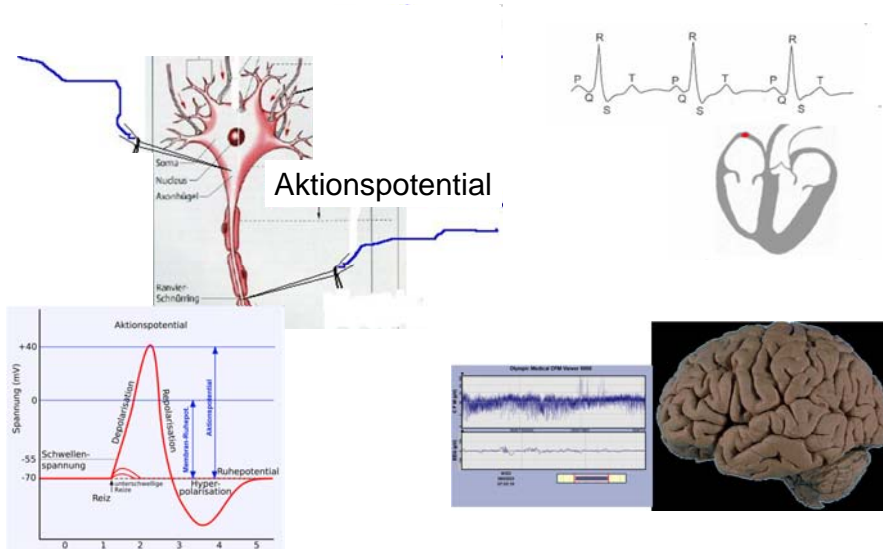 Soma
Nucleus
Axonhügel
Aktionspotential
Ranvier-
Schnürring
R R R
P T P T P T
Q Q Q
S S S
Aktionspotential
Spannung (mV)
+40
0
-55
-70
Depolarisation
Repolarisation
Membran-Ruhepot.
Aktionspotential
Schwellen-
spannung
Ruhepotential
unterschwellige
Reize
Reiz
Hyper-
polarisation
0 1 2 3 4 5
Olympic Medical CFM Viewer